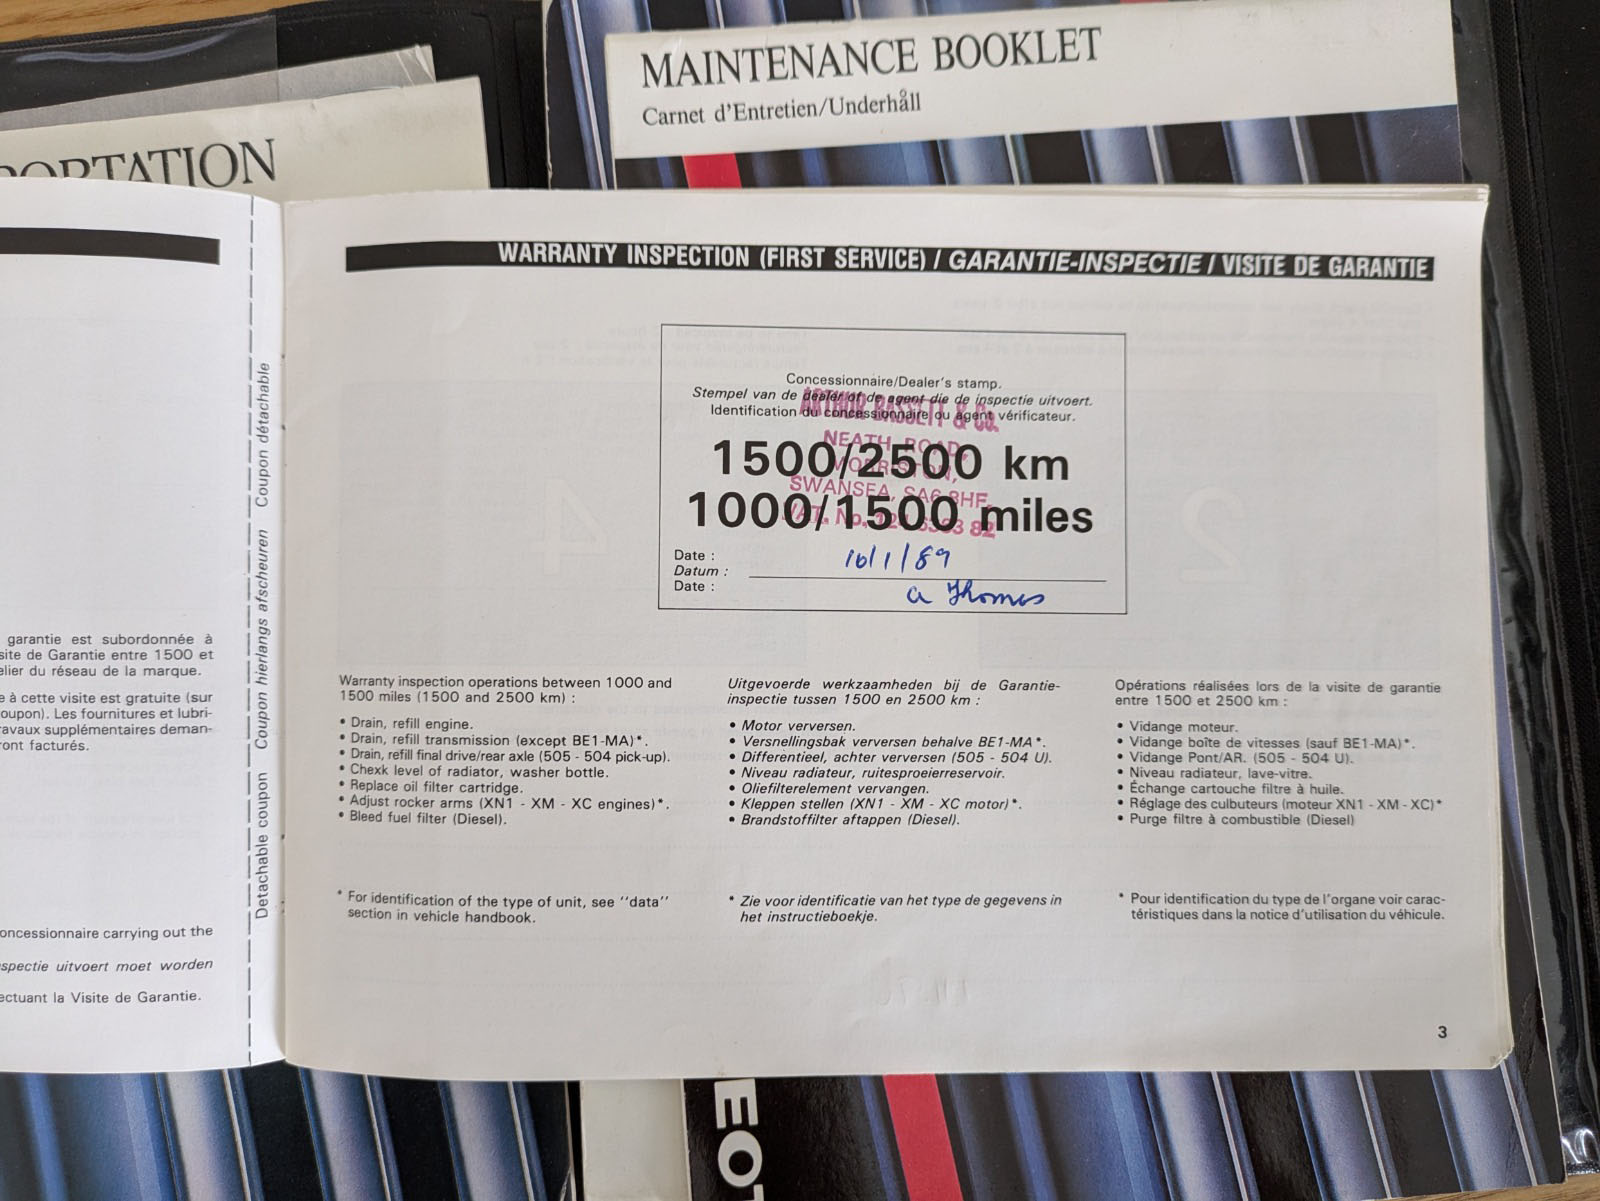 MAINTENANCE BOOKLET
Carnet d'Entretien/Underhåll
PORTATION
WARRANTY INSPECTION (FIRST SERVICE) / GARANTIE-INSPECTIE / VISITE DE GARANTIE
Concessionnaire/Dealer's stamp.
Stempel van de dealer of de agent die de inspectie uitvoert.
Identification du concessionnaire ou agent vérificateur.
ARTHUR BASSETT & Co.
NEATH ROAD,
MORRISTON,
SWANSEA, SA6 8HF.
VAT. No.
1500/2500 km
1000/1500 miles
Date :
Datum :
Date :
10/1/89
a Thomas
Warranty inspection operations between 1000 and
1500 miles (1500 and 2500 km) :
• Drain, refill engine.
• Drain, refill transmission (except BE1-MA)*.
• Drain, refill final drive/rear axle (505 - 504 pick-up).
• Chexk level of radiator, washer bottle.
• Replace oil filter cartridge.
• Adjust rocker arms (XN1 - XM - XC engines)*.
• Bleed fuel filter (Diesel).
* For identification of the type of unit, see "data"
section in vehicle handbook.
Uitgevoerde werkzaamheden bij de Garantie-
inspectie tussen 1500 en 2500 km :
• Motor verversen.
• Versnellingsbak verversen behalve BE1-MA*.
• Differentieel, achter verversen (505 - 504 U).
• Niveau radiateur, ruitesproeierreservoir.
• Oliefilterelement vervangen.
• Kleppen stellen (XN1 - XM - XC motor)*.
• Brandstoffilter aftappen (Diesel).
* Zie voor identificatie van het type de gegevens in
het instructieboekje.
Opérations réalisées lors de la visite de garantie
entre 1500 et 2500 km :
• Vidange moteur.
• Vidange boîte de vitesses (sauf BE1-MA)*.
• Vidange Pont/AR. (505 - 504 U).
• Niveau radiateur, lave-vitre.
• Échange cartouche filtre à huile.
• Réglage des culbuteurs (moteur XN1 - XM - XC)*
• Purge filtre à combustible (Diesel)
* Pour identification du type de l'organe voir carac-
téristiques dans la notice d'utilisation du véhicule.
3
Detachable coupon Coupon hierlangs afscheuren Coupon détachable
garantie est subordonnée à
site de Garantie entre 1500 et
elier du réseau de la marque.
e à cette visite est gratuite (sur
oupon). Les fournitures et lubri-
ravaux supplémentaires deman-
ront facturés.
oncessionnaire carrying out the
spectie uitvoert moet worden
ectuant la Visite de Garantie.
EOT